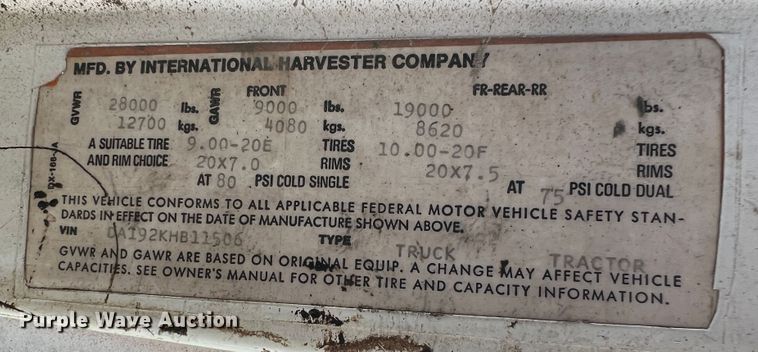 MFD. BY INTERNATIONAL HARVESTER COMPANY
FRONT FR-REAR-RR
GVWR 28000 lbs. GAWR 9000 lbs. 19000 lbs.
12700 kgs. 4080 kgs. 8620 kgs.
A SUITABLE TIRE 9.00-20E TIRES 10.00-20F TIRES
AND RIM CHOICE 20X7.0 RIMS 20X7.5 RIMS
AT 80 PSI COLD SINGLE AT 75 PSI COLD DUAL
THIS VEHICLE CONFORMS TO ALL APPLICABLE FEDERAL MOTOR VEHICLE SAFETY STAN-
DARDS IN EFFECT ON THE DATE OF MANUFACTURE SHOWN ABOVE.
VIN DA192KHB11506 TYPE TRUCK TRACTOR
GVWR AND GAWR ARE BASED ON ORIGINAL EQUIP. A CHANGE MAY AFFECT VEHICLE
CAPACITIES. SEE OWNER'S MANUAL FOR OTHER TIRE AND CAPACITY INFORMATION.
Purple Wave Auction